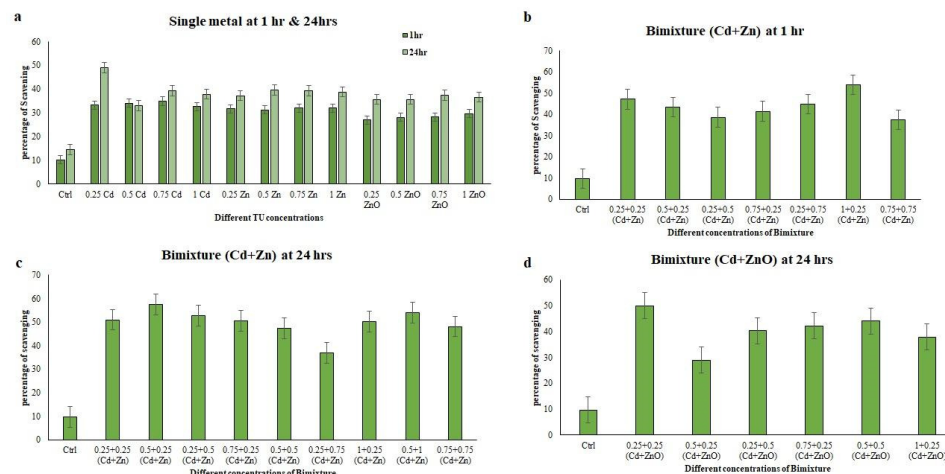 a
Single metal at 1 hr & 24hrs
percentage of Scavening
60
50
40
30
20
10
0
1hr
24hr
Ctrl
0.25 Cd
0.5 Cd
0.75 Cd
1 Cd
0.25 Zn
0.5 Zn
0.75 Zn
1 Zn
0.25
ZnO
0.5 ZnO
0.75
ZnO
1 ZnO
Different TU concentrations
b
Bimixture (Cd+Zn) at 1 hr
percentage of Scavenging
70
60
50
40
30
20
10
0
Ctrl
0.25+0.25
(Cd+Zn)
0.5+0.25
(Cd+Zn)
0.25+0.5
(Cd+Zn)
0.75+0.25
(Cd+Zn)
0.25+0.75
(Cd+Zn)
1+0.25
(Cd+Zn)
0.75+0.75
(Cd+Zn)
Different concentrations of Bimixture
c
Bimixture (Cd+Zn) at 24 hrs
percentage of scavenging
70
60
50
40
30
20
10
0
Ctrl
0.25+0.25
(Cd+Zn)
0.5+0.25
(Cd+Zn)
0.25+0.5
(Cd+Zn)
0.75+0.25
(Cd+Zn)
0.5+0.5
(Cd+Zn)
0.25+0.75
(Cd+Zn)
1+0.25
(Cd+Zn)
0.5+1
(Cd+Zn)
0.75+0.75
(Cd+Zn)
Different concentrations of Bimixture
d
Bimixture (Cd+ZnO) at 24 hrs
percentage of scavenging
60
50
40
30
20
10
0
Ctrl
0.25+0.25
(Cd+ZnO)
0.5+0.25
(Cd+ZnO)
0.25+0.5
(Cd+ZnO)
0.75+0.25
(Cd+ZnO)
0.5+0.5
(Cd+ZnO)
1+0.25
(Cd+ZnO)
Different concentrations of Bimixture